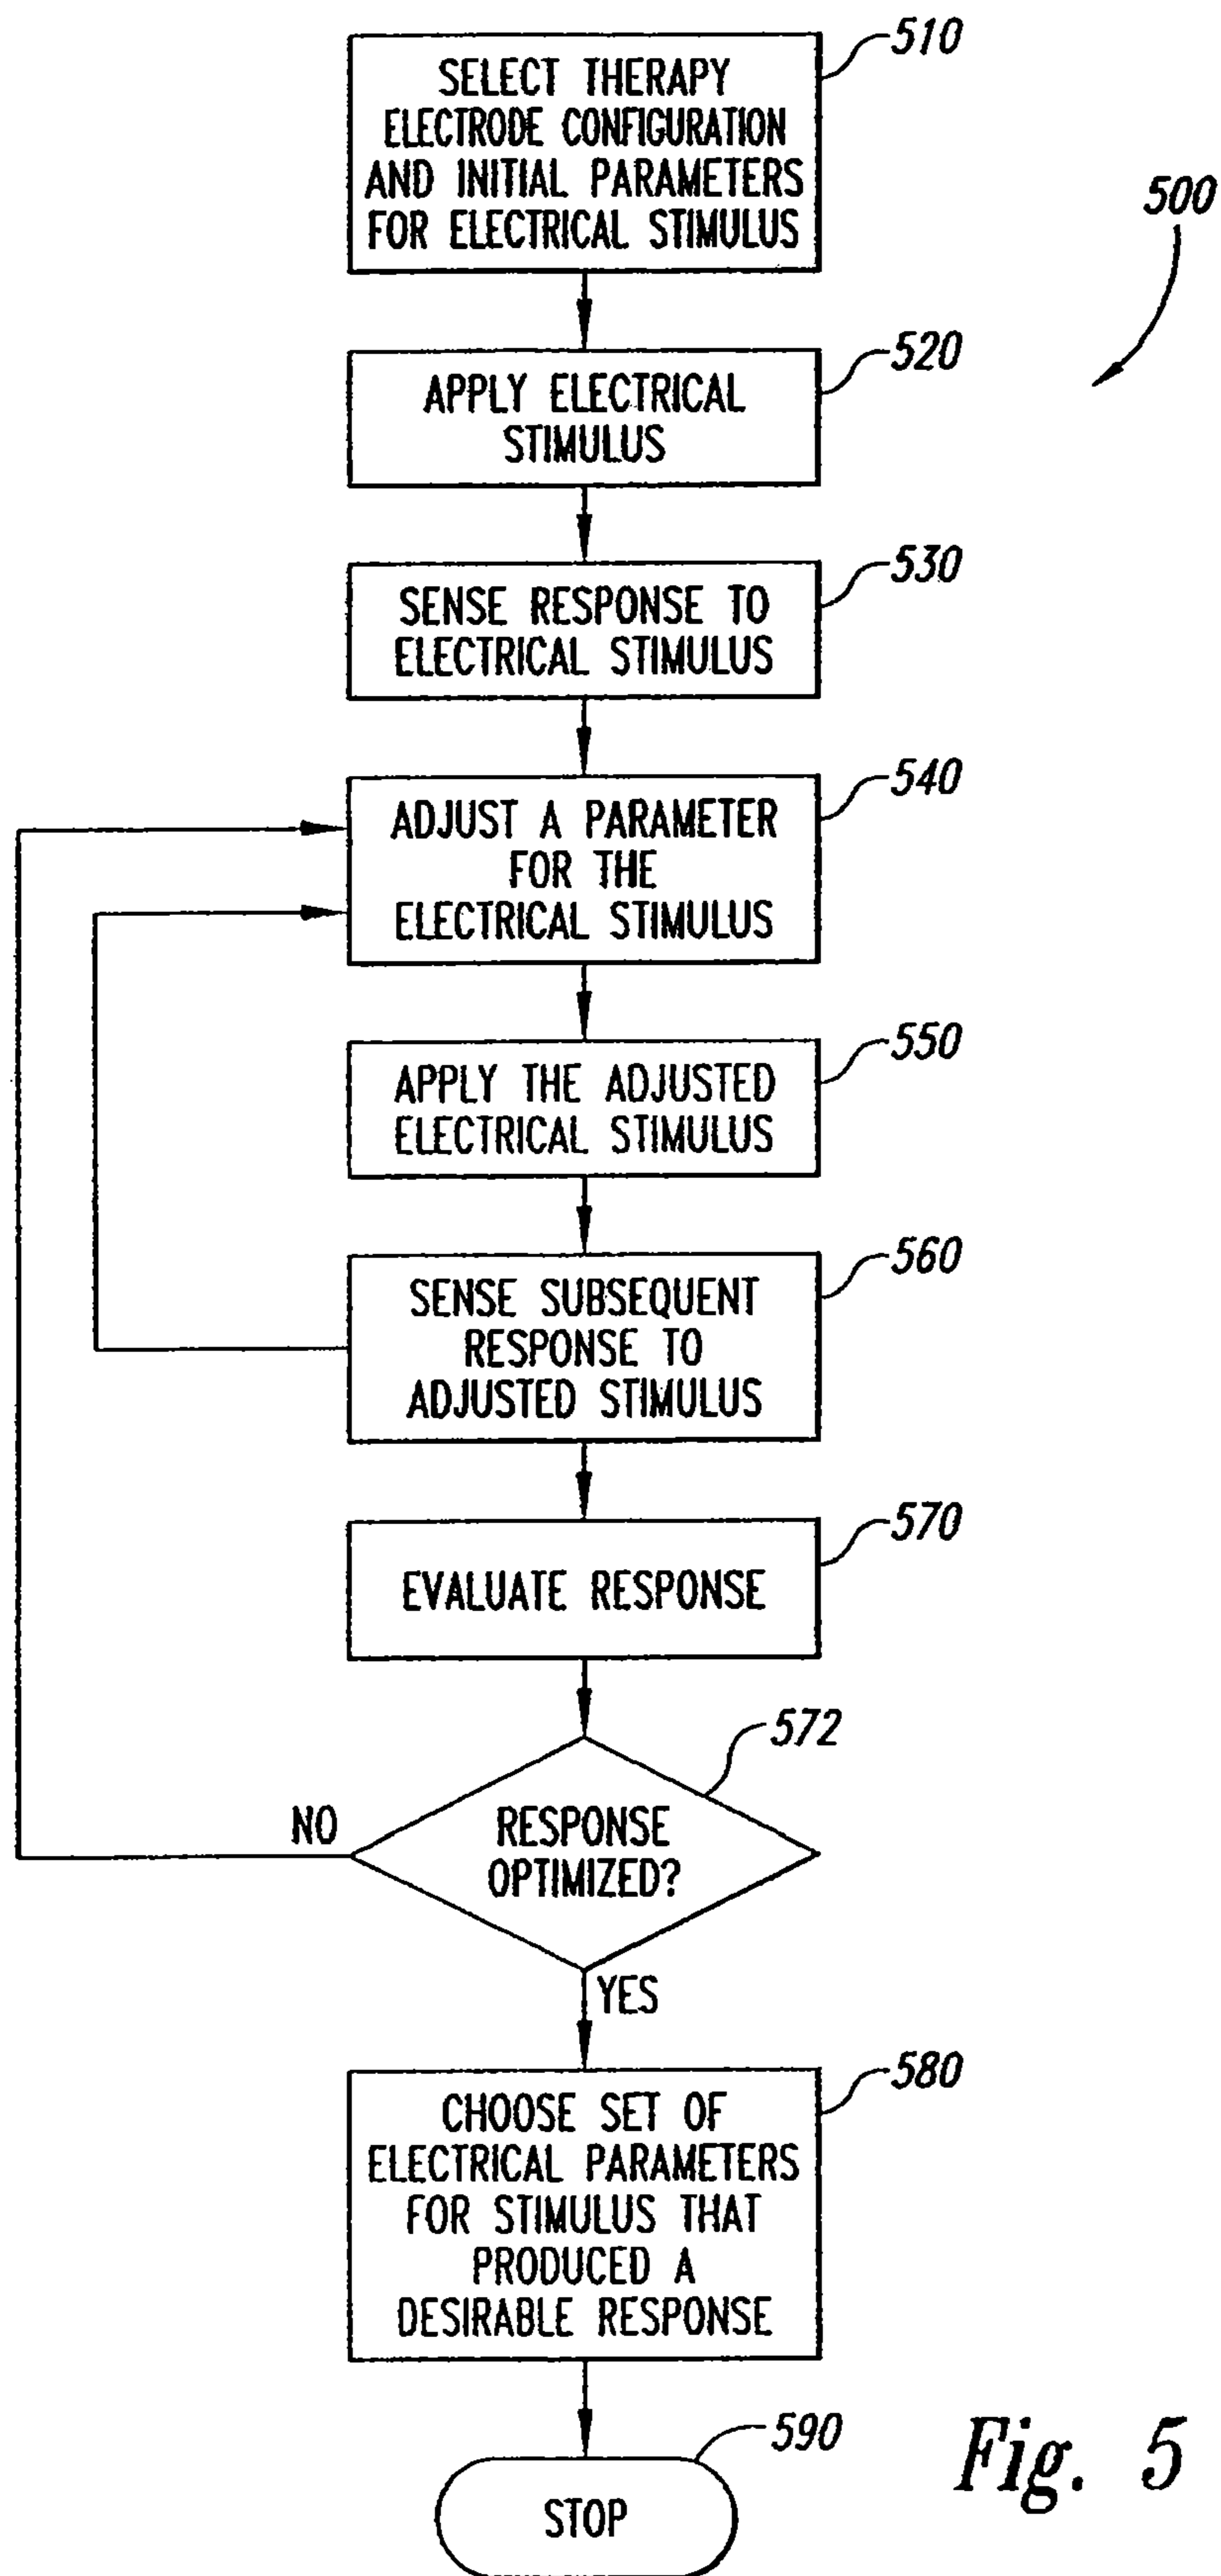 510
SELECT THERAPY
ELECTRODE CONFIGURATION
AND INITIAL PARAMETERS
FOR ELECTRICAL STIMULUS
500
520
APPLY ELECTRICAL
STIMULUS
530
SENSE RESPONSE TO
ELECTRICAL STIMULUS
540
ADJUST A PARAMETER
FOR THE
ELECTRICAL STIMULUS
550
APPLY THE ADJUSTED
ELECTRICAL STIMULUS
560
SENSE SUBSEQUENT
RESPONSE TO
ADJUSTED STIMULUS
570
EVALUATE RESPONSE
572
NO
RESPONSE
OPTIMIZED?
YES
580
CHOOSE SET OF
ELECTRICAL PARAMETERS
FOR STIMULUS THAT
PRODUCED A
DESIRABLE RESPONSE
590
STOP
Fig. 5